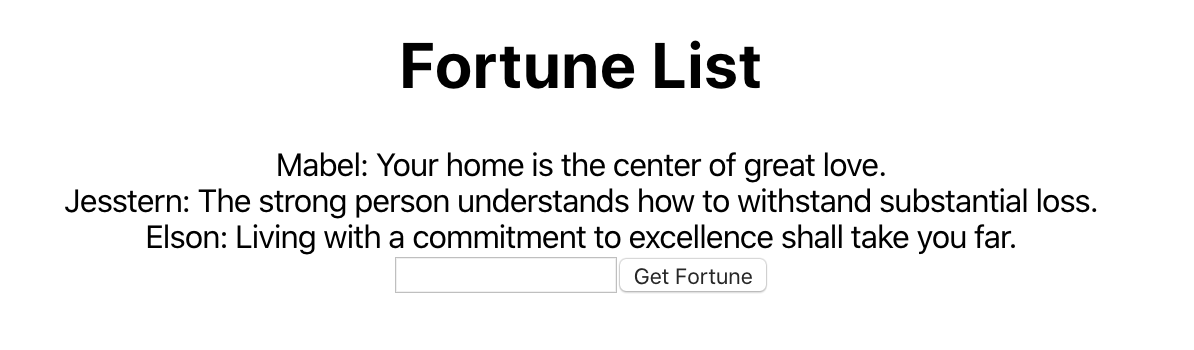 Fortune List
Mabel: Your home is the center of great love.
Jesstern: The strong person understands how to withstand substantial loss.
Elson: Living with a commitment to excellence shall take you far.
Get Fortune